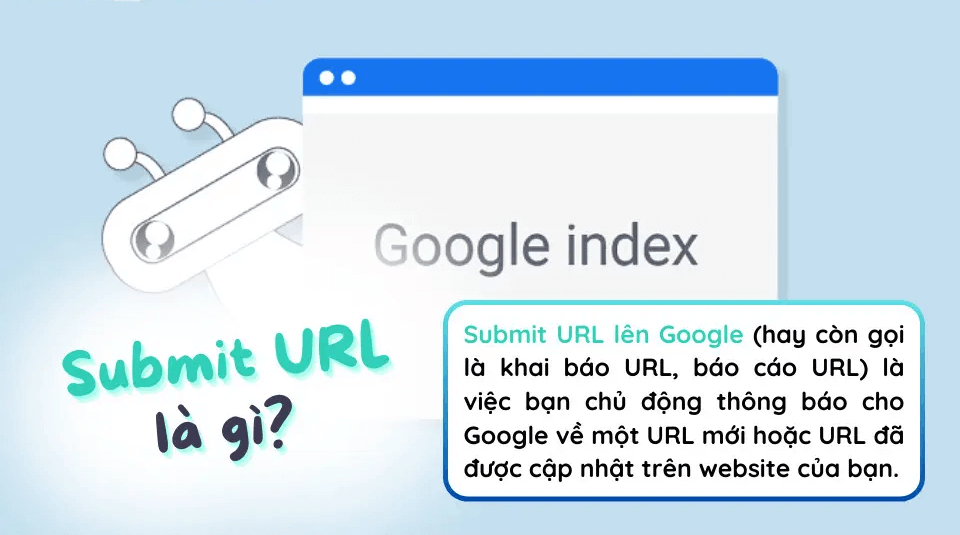 Google index
Submit URL
là gì?
Submit URL lên Google (hay còn gọi
là khai báo URL, báo cáo URL) là
việc bạn chủ động thông báo cho
Google về một URL mới hoặc URL đã
được cập nhật trên website của bạn.